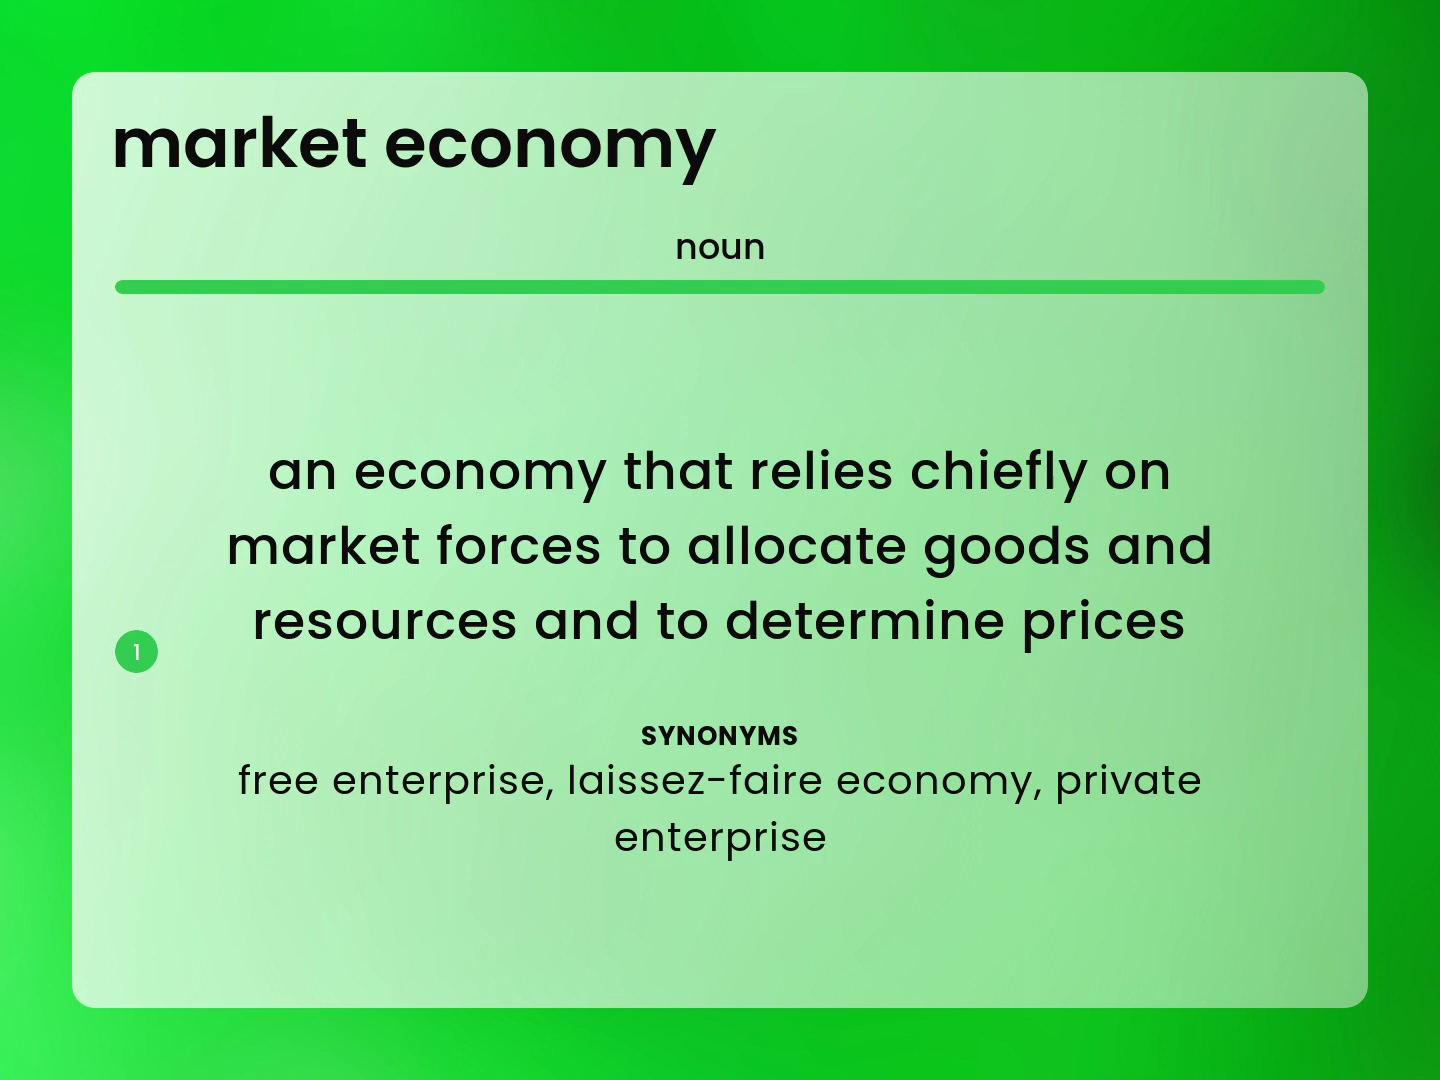 market economy
noun
an economy that relies chiefly on
market forces to allocate goods and
resources and to determine prices
1
SYNONYMS
free enterprise, laissez-faire economy, private
enterprise